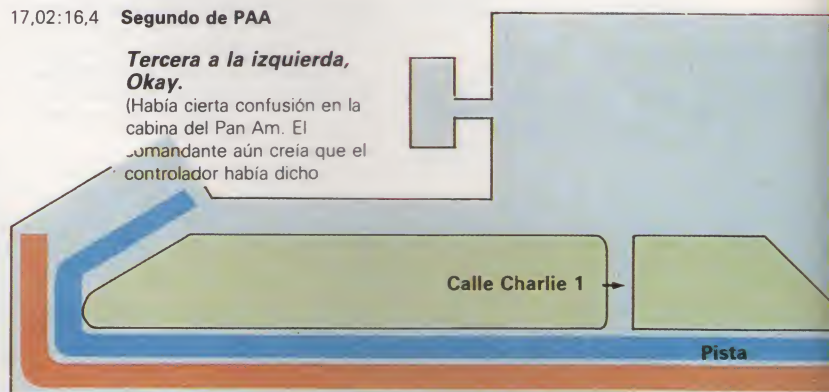 17,02:16,4 Segundo de PAA
Tercera a la izquierda,
Okay.
(Había cierta confusión en la
cabina del Pan Am. El
comandante aún creía que el
controlador había dicho
Calle Charlie 1
Pista